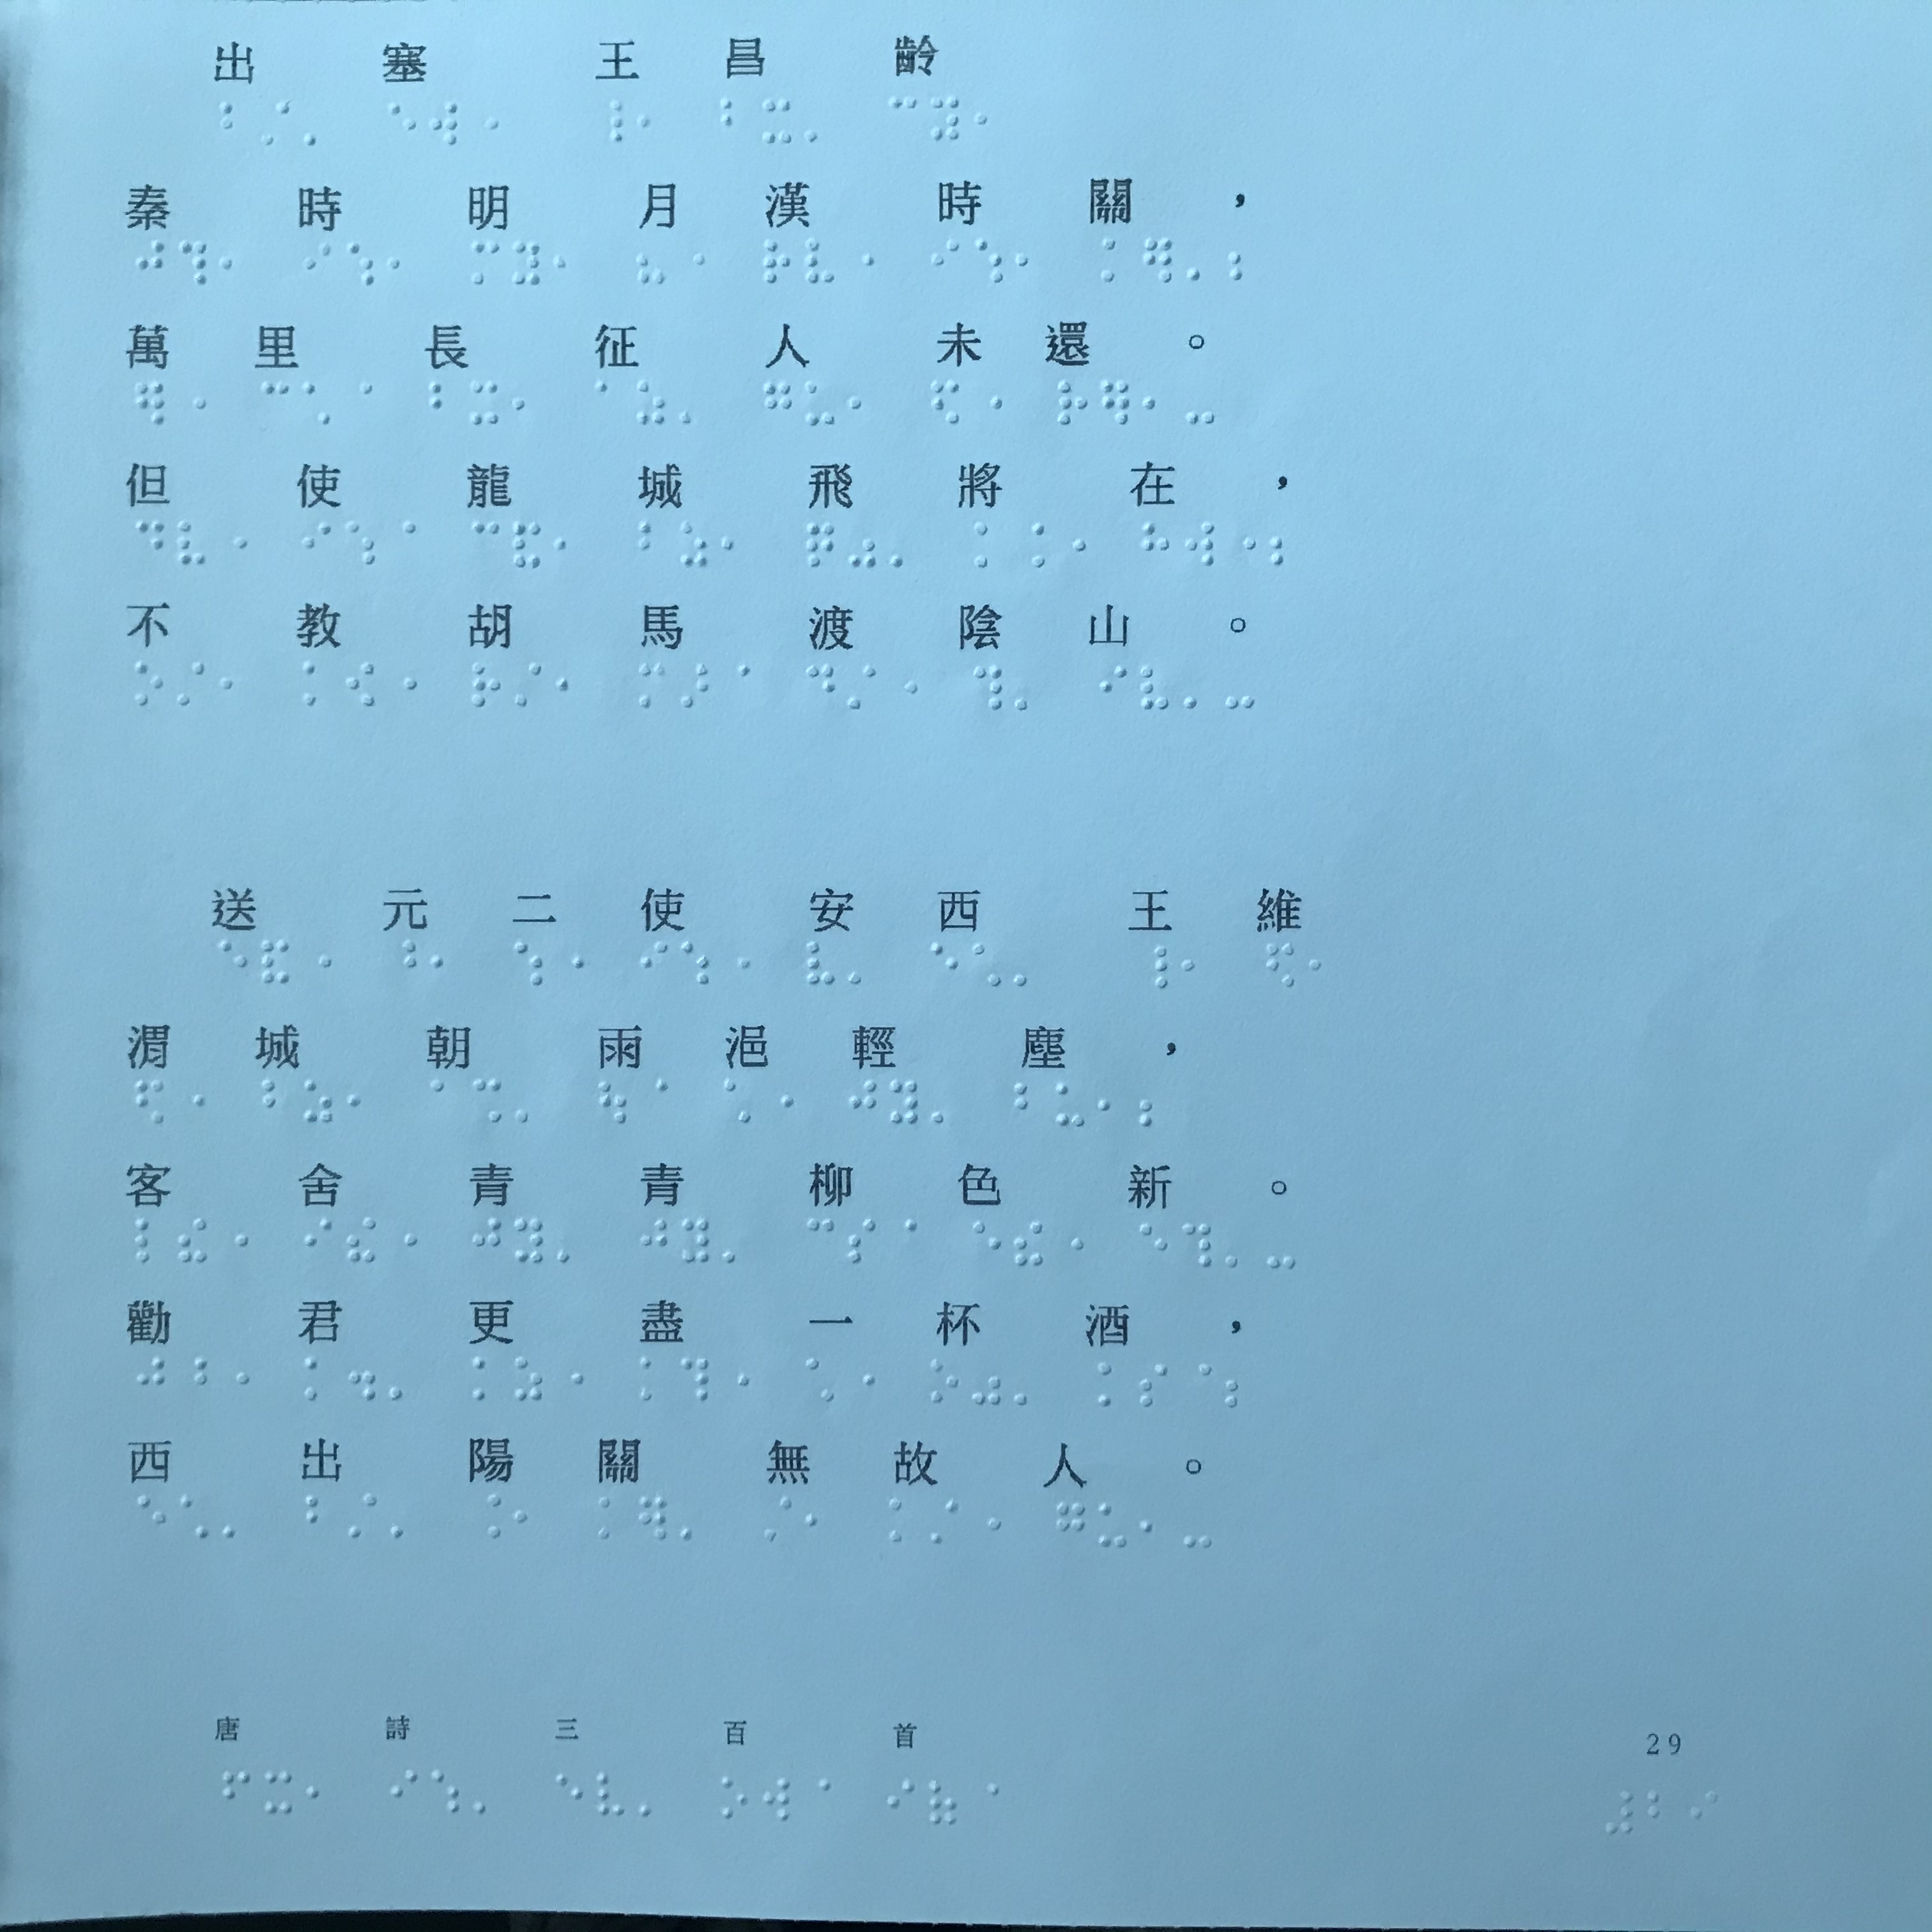 出塞 王昌齡
秦時明月漢時關，
萬里長征人未還。
但使龍城飛將在，
不教胡馬渡陰山。
送元二使安西 王維
渭城朝雨浥輕塵，
客舍青青柳色新。
勸君更盡一杯酒，
西出陽關無故人。
唐詩三百首 29